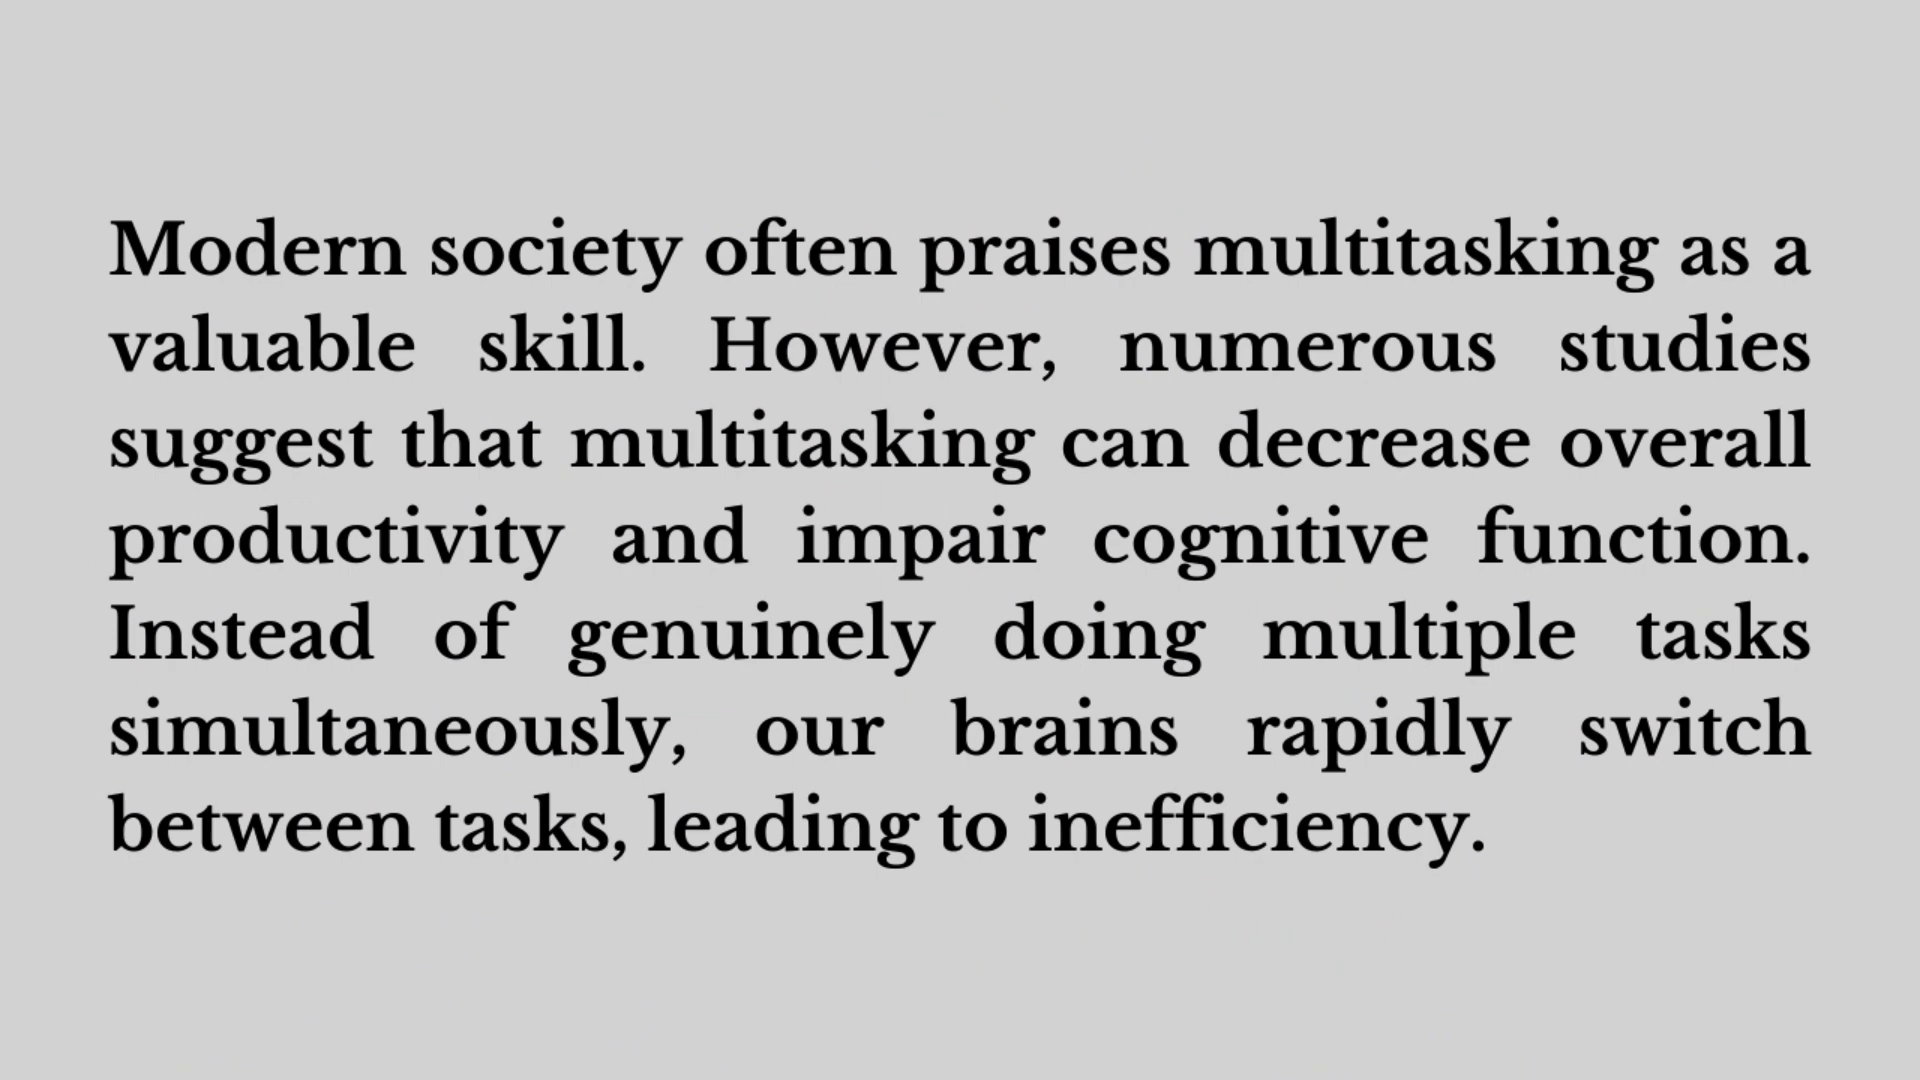 Modern society often praises multitasking as a
valuable skill. However, numerous studies
suggest that multitasking can decrease overall
productivity and impair cognitive function.
Instead of genuinely doing multiple tasks
simultaneously, our brains rapidly switch
between tasks, leading to inefficiency.